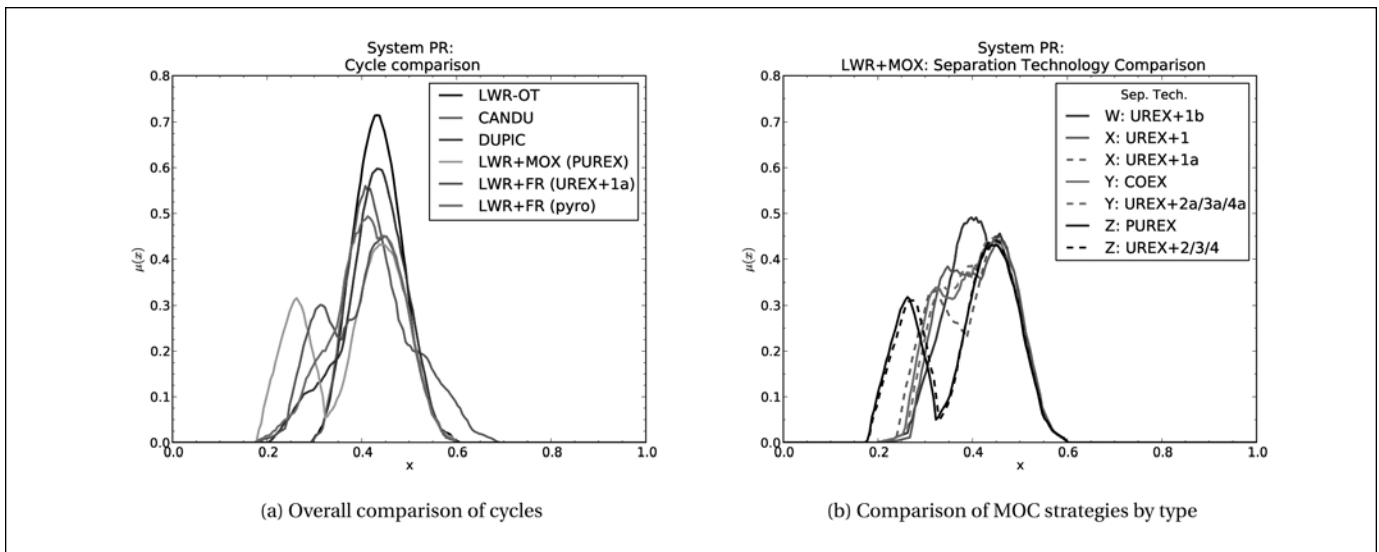 System PR:
Cycle comparison
0.8
0.7
0.6
0.5
0.4
0.3
0.2
0.1
0.0
μ(x)
LWR-OT
CANDU
DUPIC
LWR+MOX (PUREX)
LWR+FR (UREX+1a)
LWR+FR (pyro)
0.0 0.2 0.4 0.6 0.8 1.0
x
(a) Overall comparison of cycles
System PR:
LWR+MOX: Separation Technology Comparison
0.8
0.7
0.6
0.5
0.4
0.3
0.2
0.1
0.0
μ(x)
Sep. Tech.
W: UREX+1b
X: UREX+1
X: UREX+1a
Y: COEX
Y: UREX+2a/3a/4a
Z: PUREX
Z: UREX+2/3/4
0.0 0.2 0.4 0.6 0.8 1.0
x
(b) Comparison of MOC strategies by type